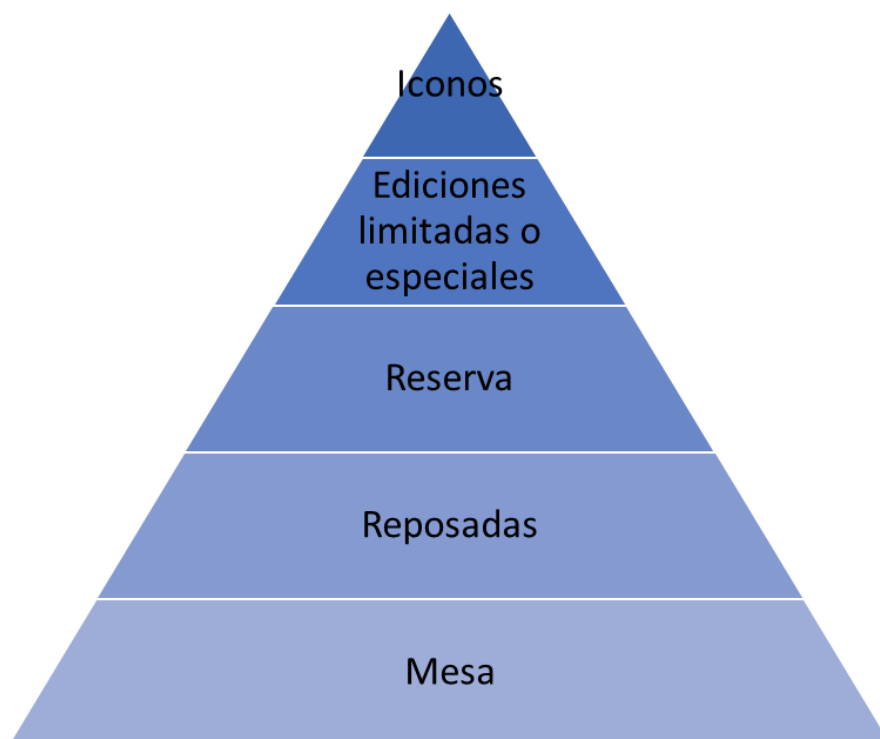 Iconos
Ediciones
limitadas o
especiales
Reserva
Reposadas
Mesa